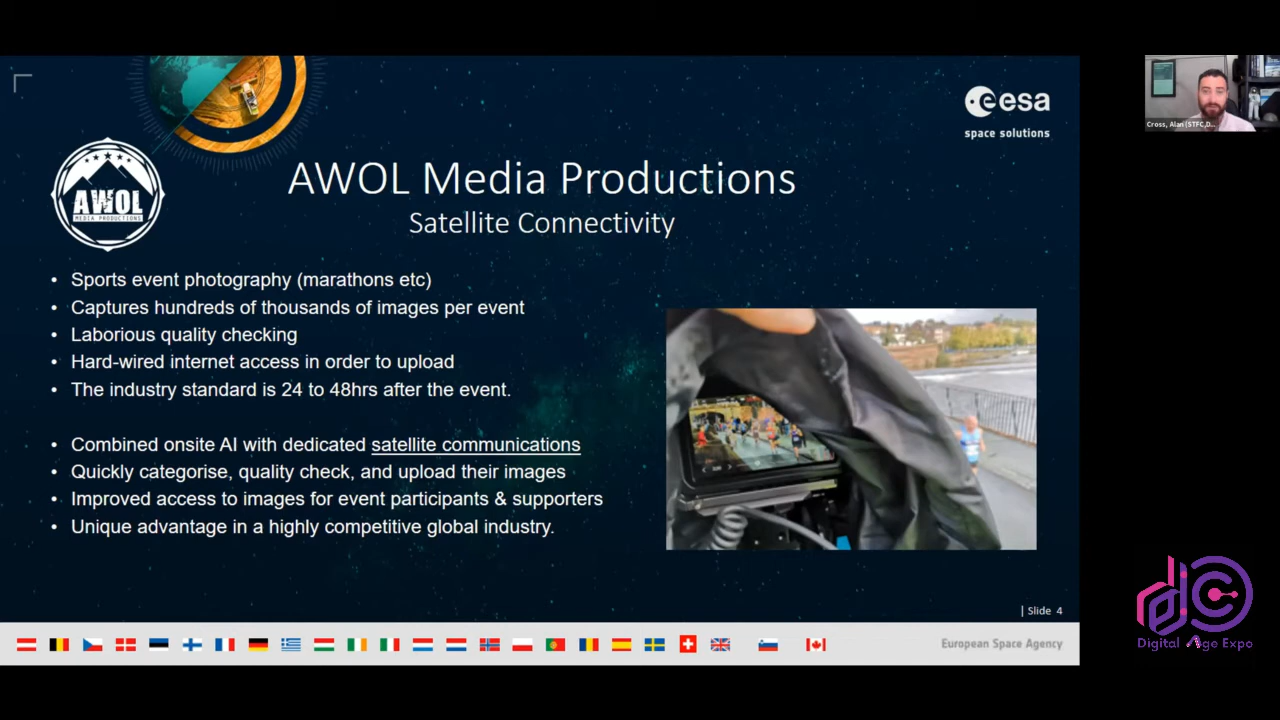 esa
space solutions
Cross, Alan (STFC,D...
AWOL
MEDIA PRODUCTIONS
AWOL Media Productions
Satellite Connectivity
• Sports event photography (marathons etc)
• Captures hundreds of thousands of images per event
• Laborious quality checking
• Hard-wired internet access in order to upload
• The industry standard is 24 to 48hrs after the event.
• Combined onsite AI with dedicated satellite communications
• Quickly categorise, quality check, and upload their images
• Improved access to images for event participants & supporters
• Unique advantage in a highly competitive global industry.
| Slide 4
European Space Agency
Digital Age Expo